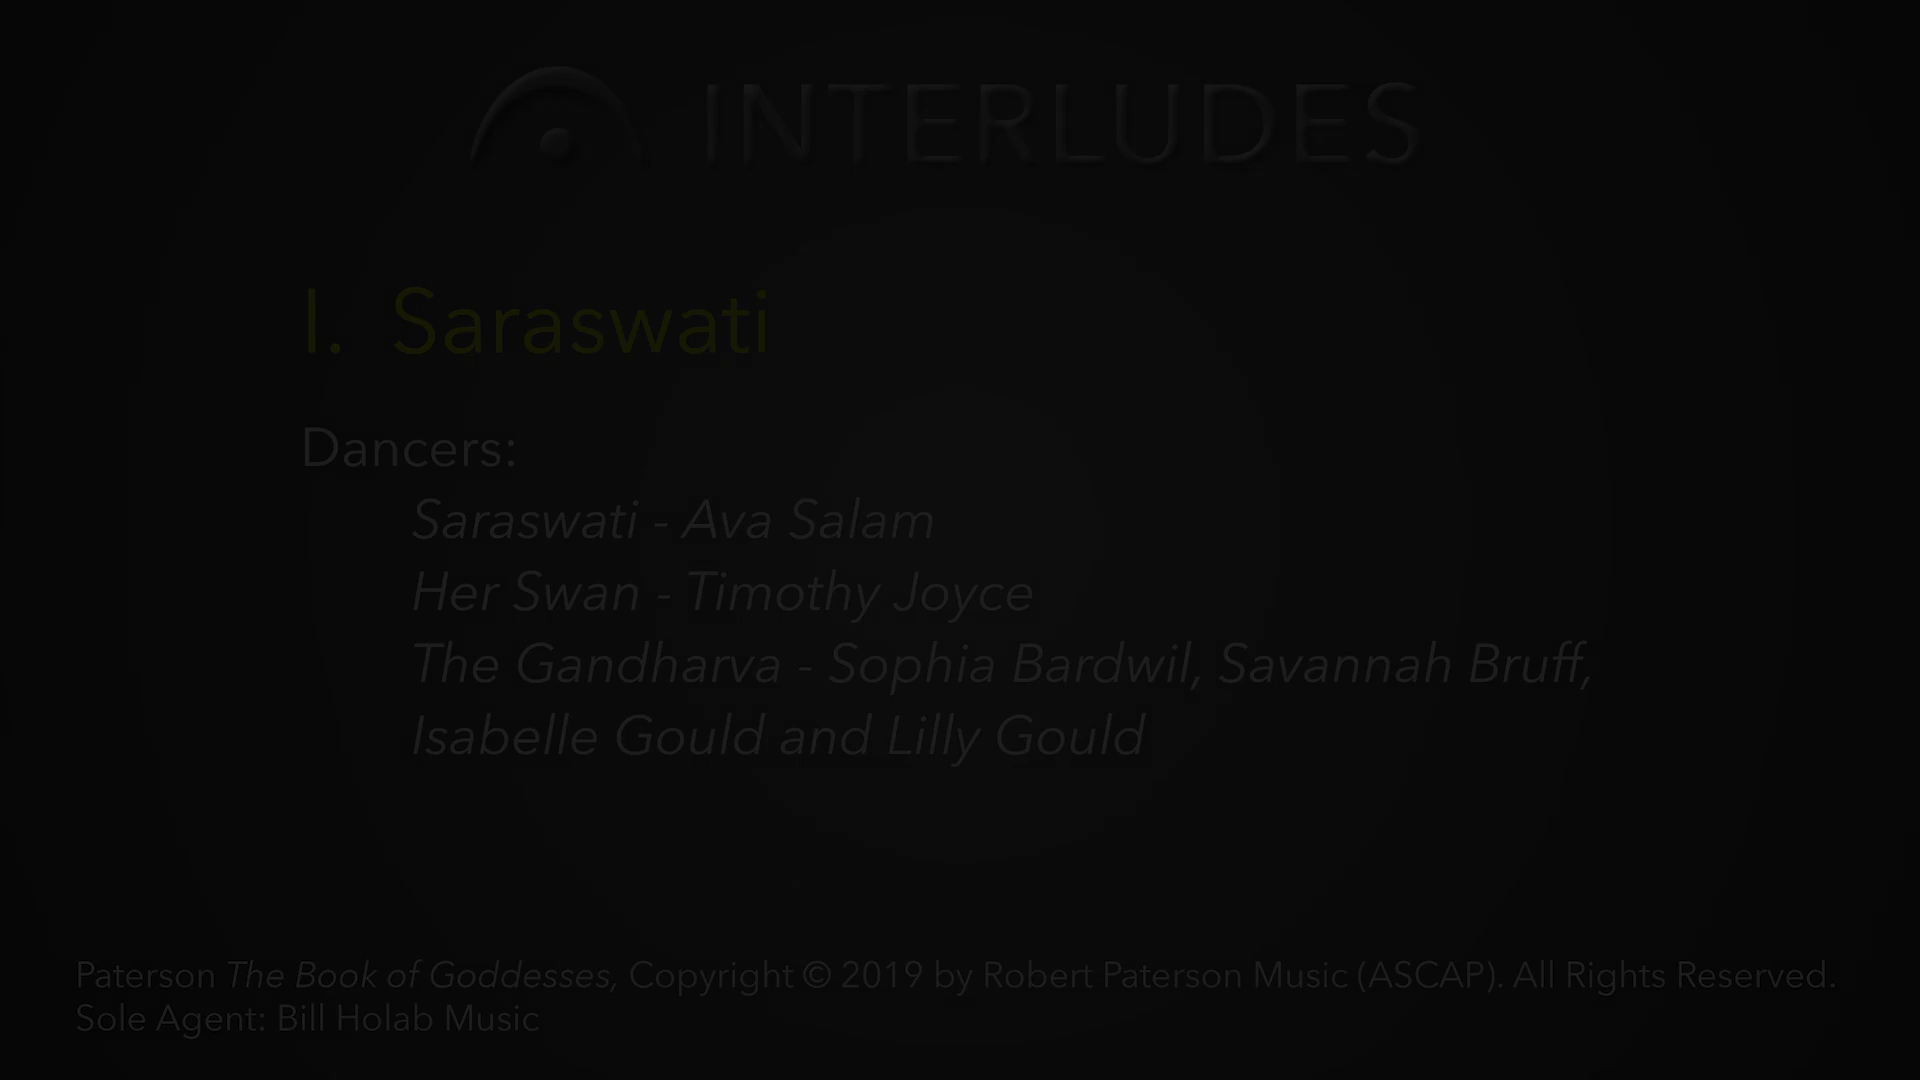 INTERLUDES
I. Saraswati
Dancers:
Saraswati - Ava Salam
Her Swan - Timothy Joyce
The Gandharva - Sophia Bardwil, Savannah Bruff,
Isabelle Gould and Lilly Gould
Paterson The Book of Goddesses, Copyright © 2019 by Robert Paterson Music (ASCAP). All Rights Reserved.
Sole Agent: Bill Holab Music